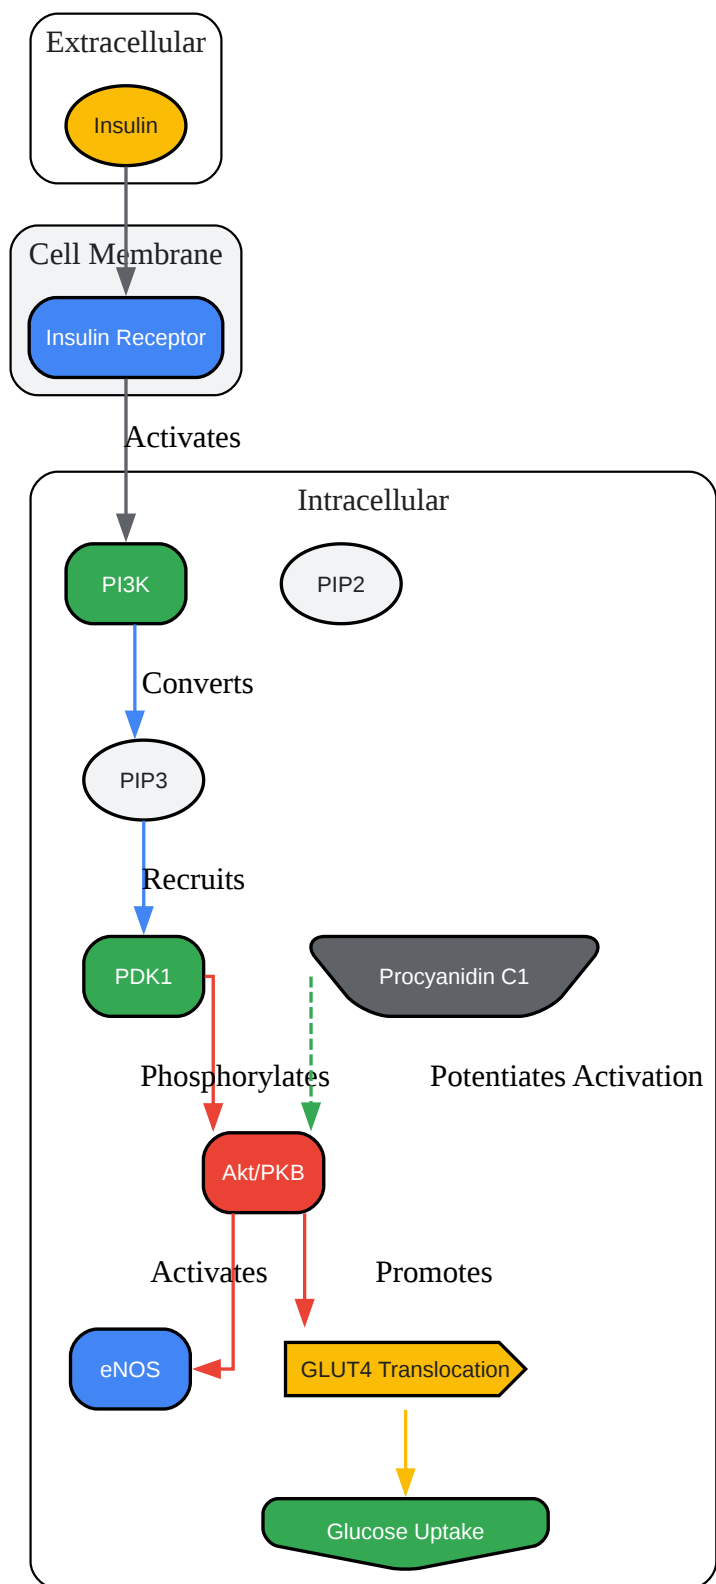 Extracellular
Insulin
Cell Membrane
Insulin Receptor
Activates
Intracellular
PI3K
PIP2
Converts
PIP3
Recruits
PDK1
Procyanidin C1
Phosphorylates
Potentiates Activation
Akt/PKB
Activates
Promotes
eNOS
GLUT4 Translocation
Glucose Uptake